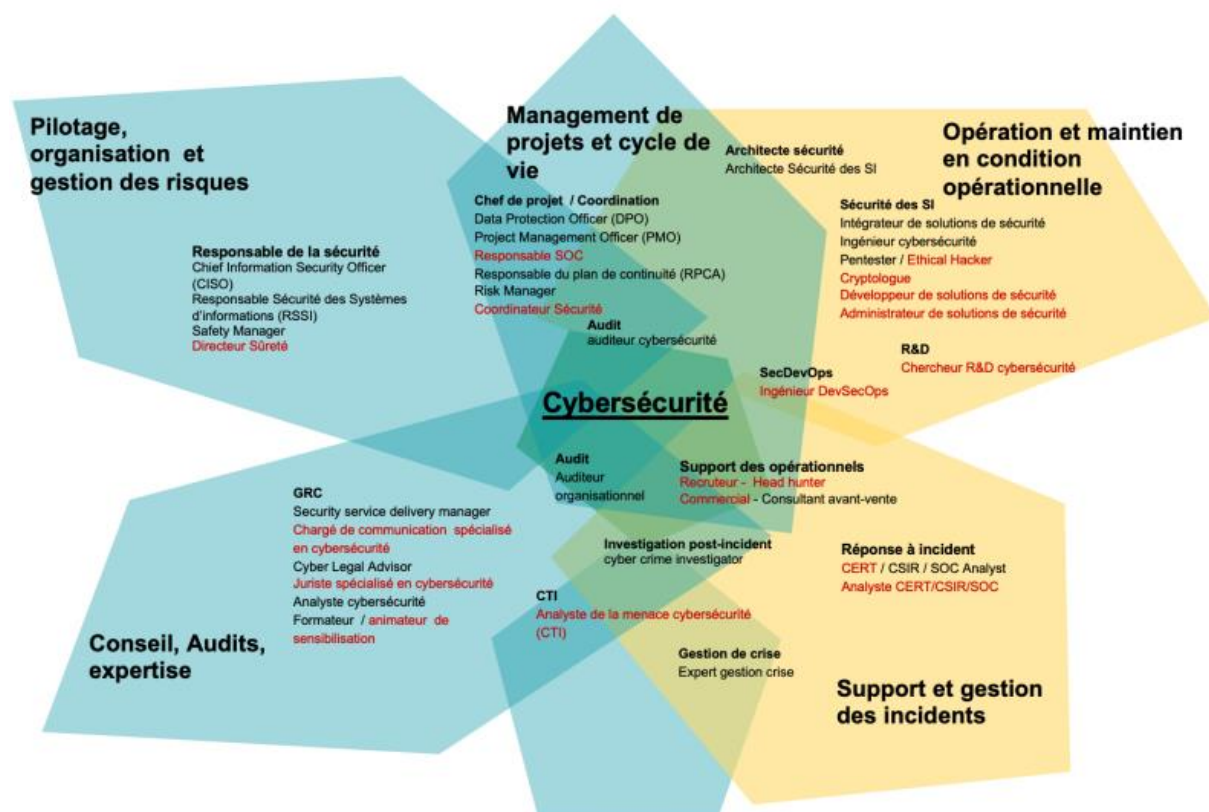 Pilotage,
organisation et
gestion des risques
Responsable de la sécurité
Chief Information Security Officer
(CISO)
Responsable Sécurité des Systèmes
d'informations (RSSI)
Safety Manager
Directeur Sûreté
Management de
projets et cycle de
vie
Chef de projet / Coordination
Data Protection Officer (DPO)
Project Management Officer (PMO)
Responsable SOC
Responsable du plan de continuité (RPCA)
Risk Manager
Coordinateur Sécurité
Audit
auditeur cybersécurité
Architecte sécurité
Architecte Sécurité des SI
Opération et maintien
en condition
opérationnelle
Sécurité des SI
Intégrateur de solutions de sécurité
Ingénieur cybersécurité
Pentester / Ethical Hacker
Cryptologue
Développeur de solutions de sécurité
Administrateur de solutions de sécurité
R&D
Chercheur R&D cybersécurité
SecDevOps
Ingénieur DevSecOps
Cybersécurité
Audit
Auditeur
organisationnel
Support des opérationnels
Recruteur - Head hunter
Commercial - Consultant avant-vente
GRC
Security service delivery manager
Chargé de communication spécialisé
en cybersécurité
Cyber Legal Advisor
Juriste spécialisé en cybersécurité
Analyste cybersécurité
Formateur / animateur de
sensibilisation
Conseil, Audits,
expertise
Investigation post-incident
cyber crime investigator
CTI
Analyste de la menace cybersécurité
(CTI)
Gestion de crise
Expert gestion crise
Réponse à incident
CERT / CSIR / SOC Analyst
Analyste CERT/CSIR/SOC
Support et gestion
des incidents